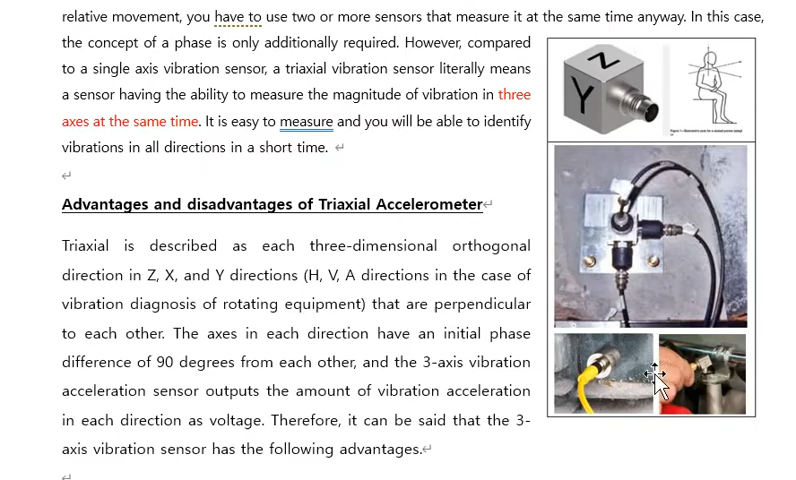 relative movement, you have to use two or more sensors that measure it at the same time anyway. In this case,
the concept of a phase is only additionally required. However, compared
to a single axis vibration sensor, a triaxial vibration sensor literally means
a sensor having the ability to measure the magnitude of vibration in three
axes at the same time. It is easy to measure and you will be able to identify
vibrations in all directions in a short time.
Z
Y
Advantages and disadvantages of Triaxial Accelerometer
Triaxial is described as each three-dimensional orthogonal
direction in Z, X, and Y directions (H, V, A directions in the case of
vibration diagnosis of rotating equipment) that are perpendicular
to each other. The axes in each direction have an initial phase
difference of 90 degrees from each other, and the 3-axis vibration
acceleration sensor outputs the amount of vibration acceleration
in each direction as voltage. Therefore, it can be said that the 3-
axis vibration sensor has the following advantages.